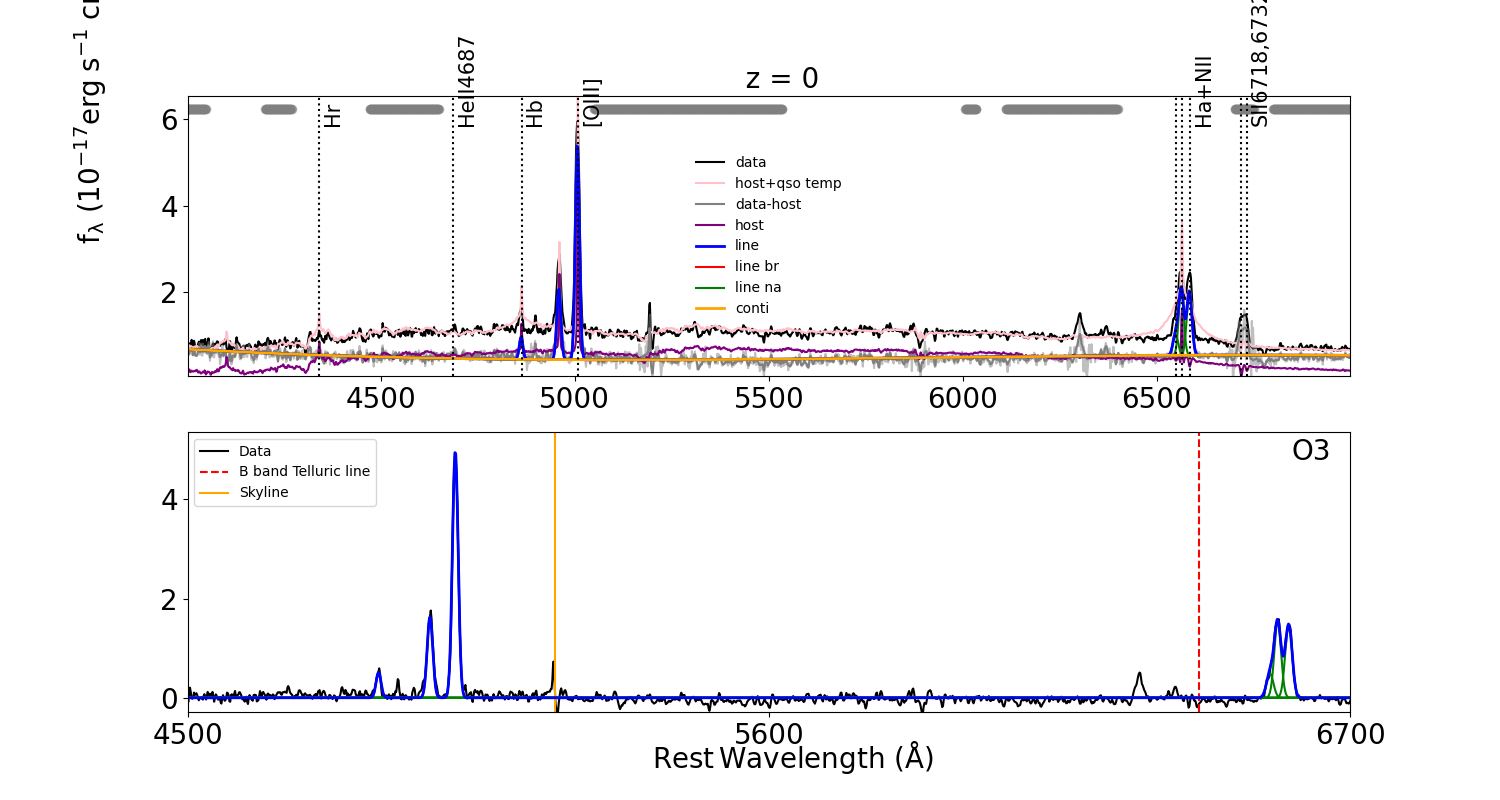 z = 0
fλ (10−17erg s−1 c
6
4
2
Hr
HeII4687
Hb
[OIII]
Ha+NII
SII6718,6732
data
host+qso temp
data-host
host
line
line br
line na
conti
4500 5000 5500 6000 6500
O3
Data
B band Telluric line
Skyline
4
2
0
4500 5600 6700
Rest Wavelength (Å)